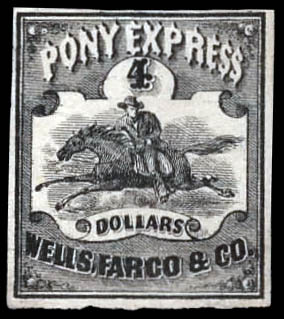 PONY EXPRESS
4
DOLLARS
WELLS, FARGO & CO.